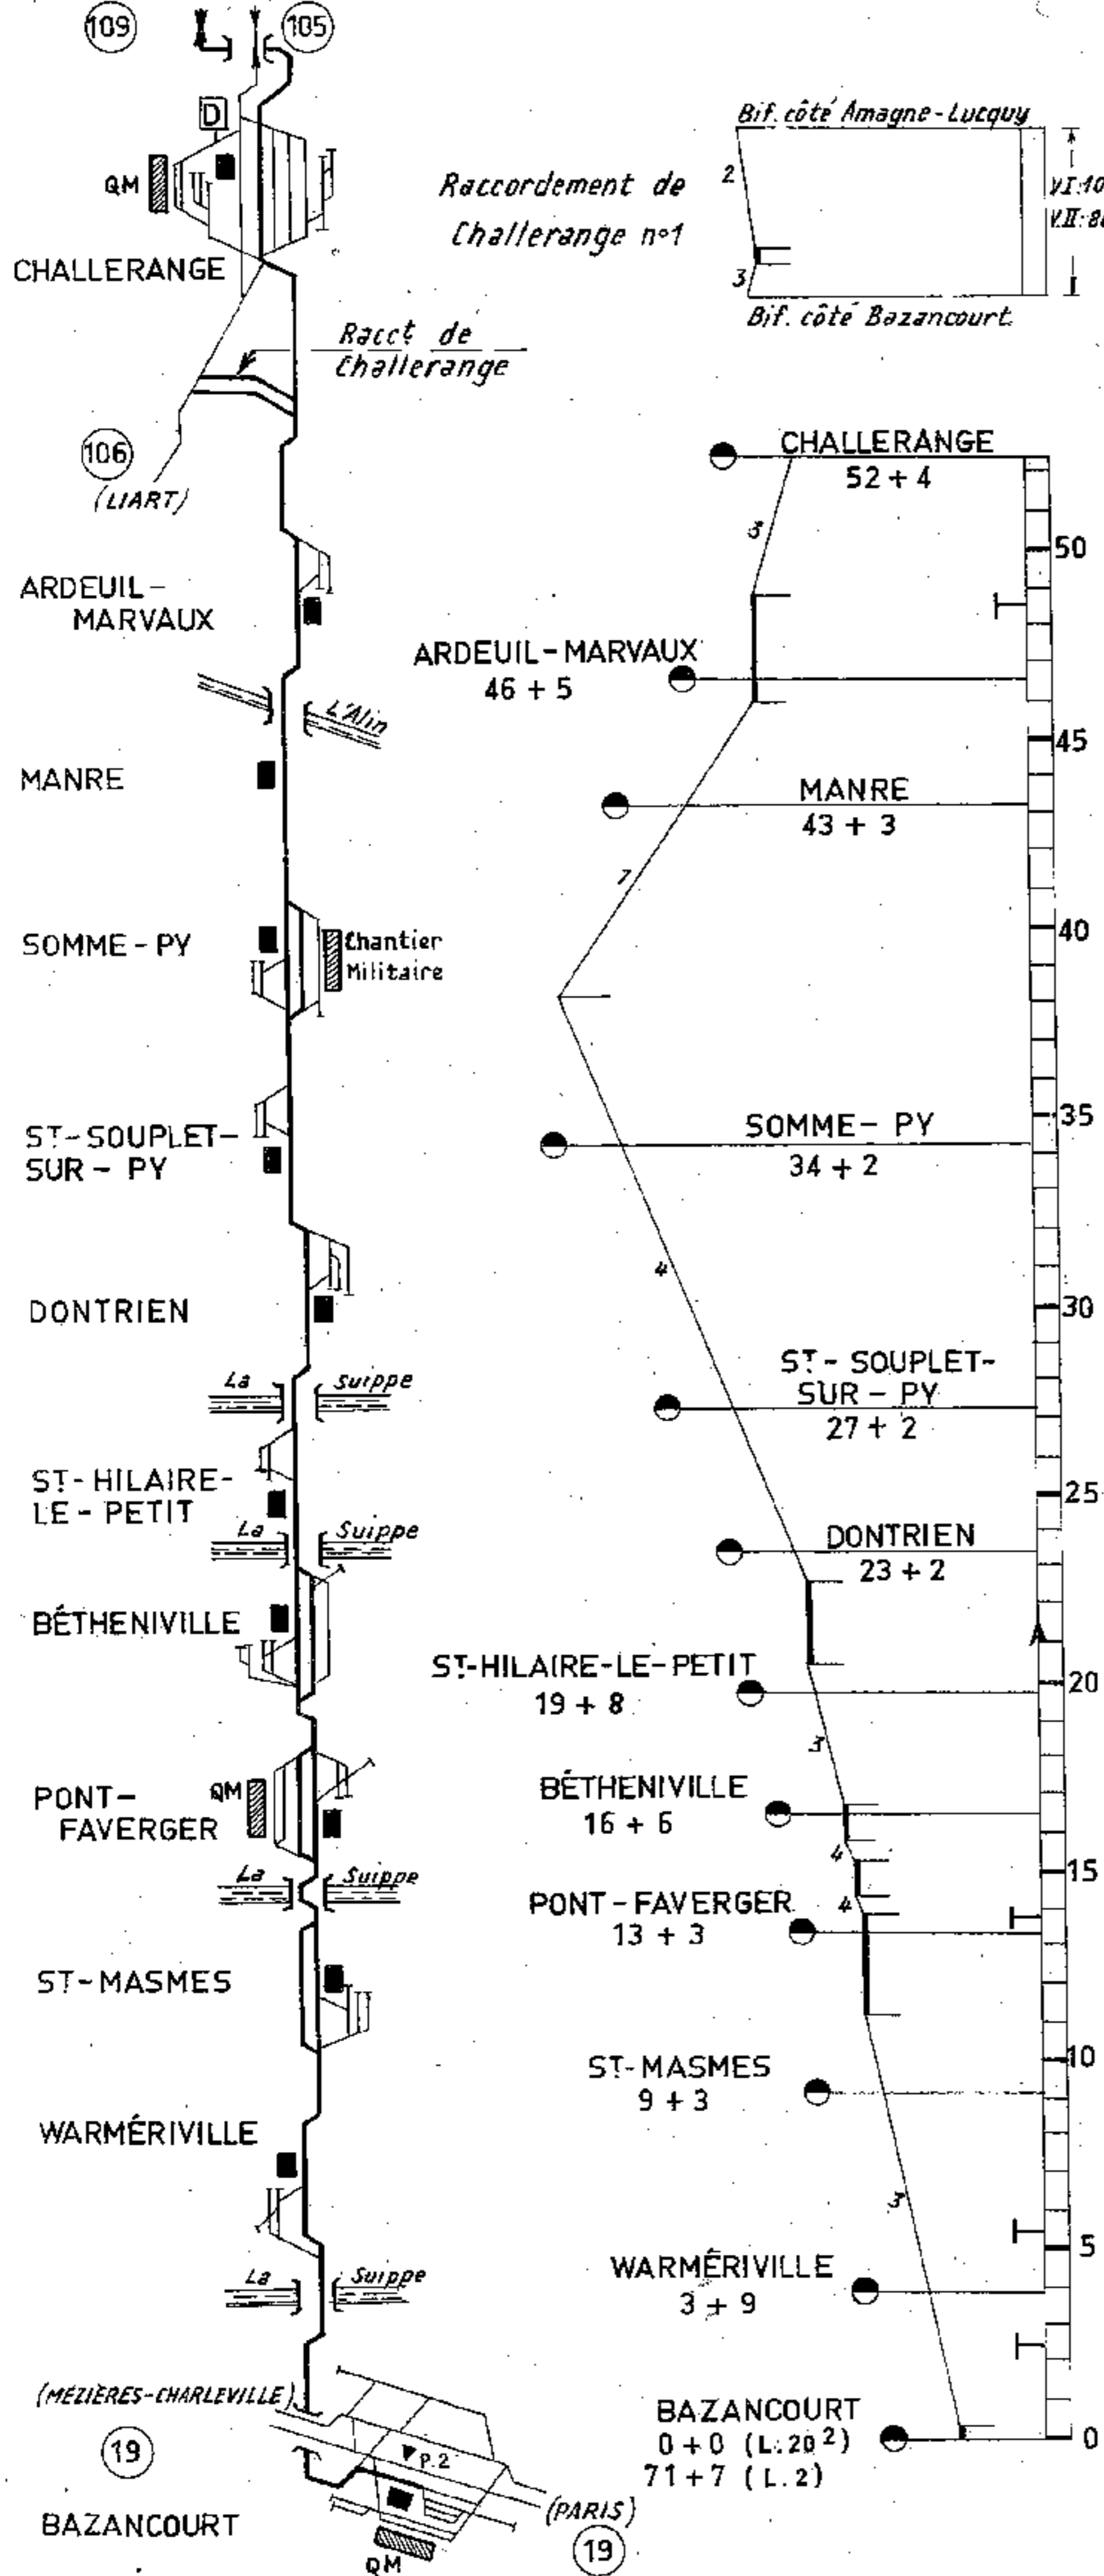 109
105
D
QM
CHALLERANGE
Racct de
Challerange
106
(LIART)
ARDEUIL-
MARVAUX
L'Alin
MANRE
SOMME-PY
Chantier
Militaire
ST-SOUPLET-
SUR-PY
DONTRIEN
La Suippe
ST-HILAIRE-
LE-PETIT
La Suippe
BÉTHENIVILLE
PONT-
FAVERGER
QM
La Suippe
ST-MASMES
WARMÉRIVILLE
La Suippe
(MÉZIÈRES-CHARLEVILLE)
19
P.2
BAZANCOURT
(PARIS)
19
QM
Raccordement de
Challerange n°1
Bif. côté Amagne-Lucquy
2
3
Bif. côté Bazancourt
CHALLERANGE
52+4
3
50
ARDEUIL-MARVAUX
46+5
45
MANRE
43+3
7
40
SOMME-PY
34+2
35
4
30
ST-SOUPLET-
SUR-PY
27+2
25
DONTRIEN
23+2
ST-HILAIRE-LE-PETIT
19+8
20
3
BÉTHENIVILLE
16+6
4
15
PONT-FAVERGER
13+3
4
ST-MASMES
9+3
10
3
WARMÉRIVILLE
3+9
5
BAZANCOURT
0+0 (L.20²)
71+7 (L.2)
0